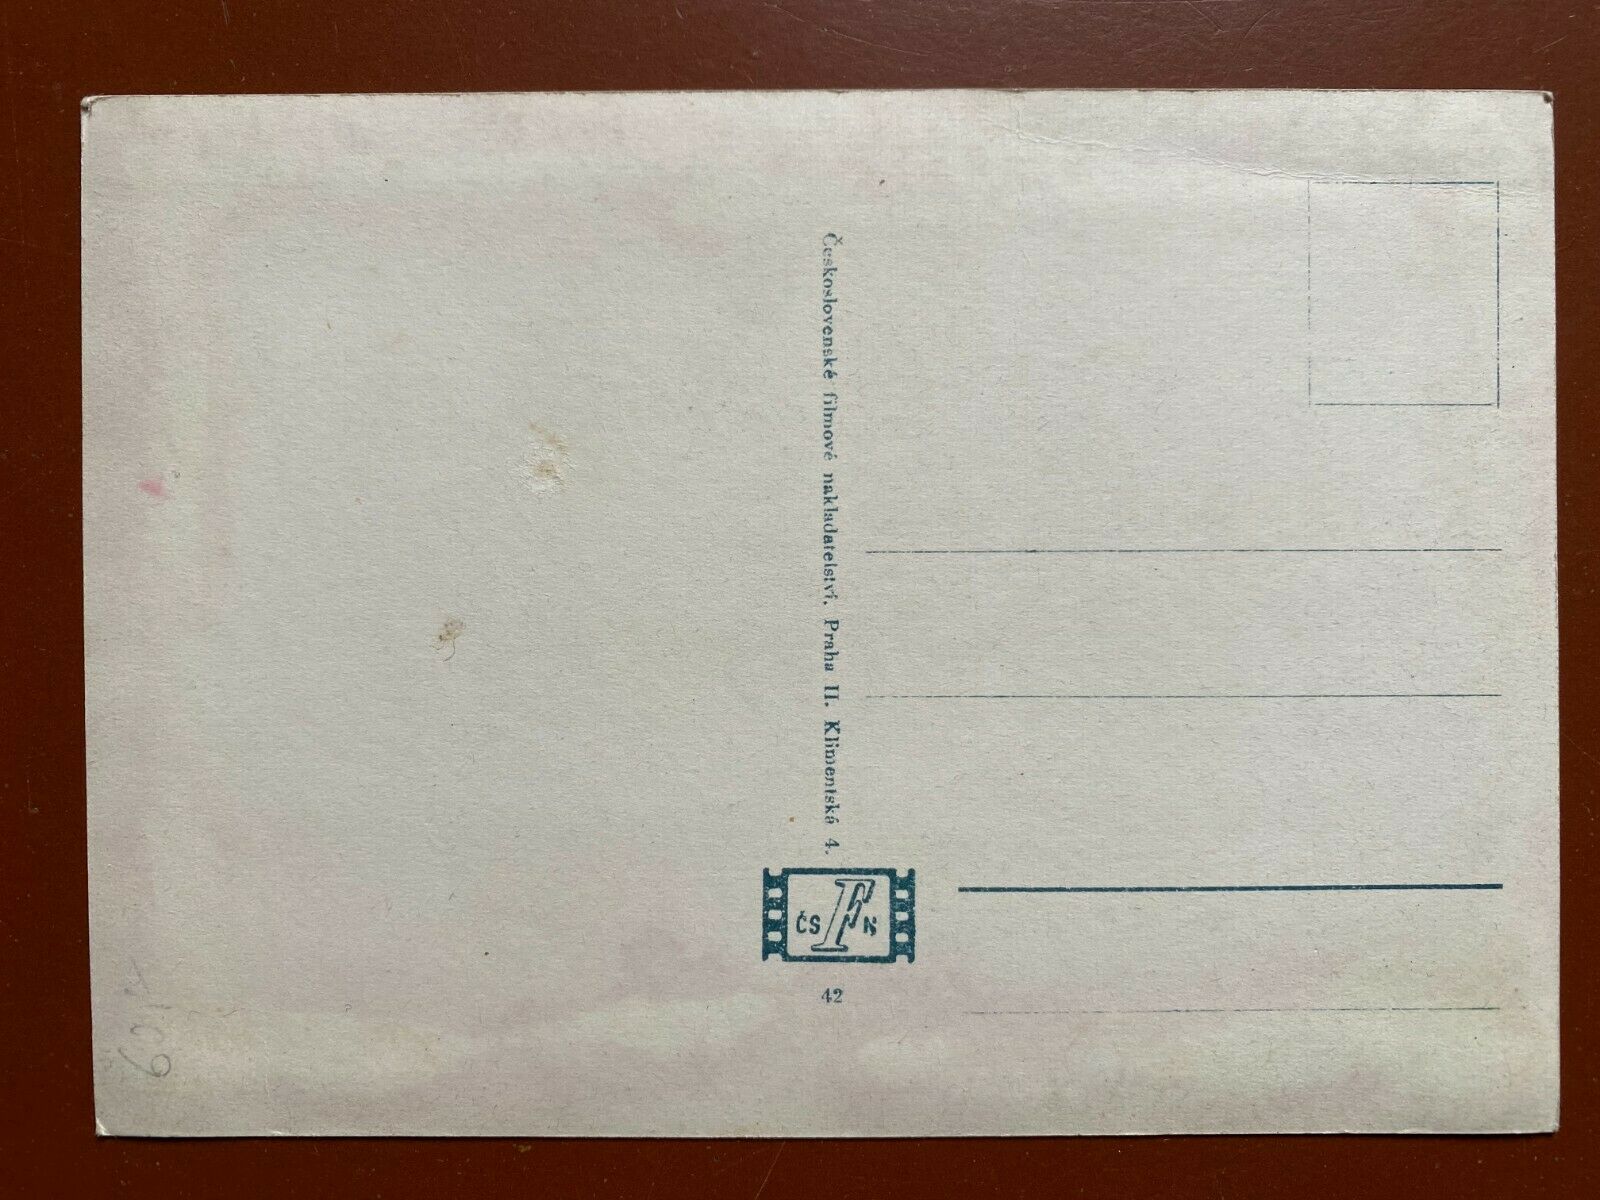 Československé filmové nakladatelství, Praha II. Klimentská 4.
ČS F N
42